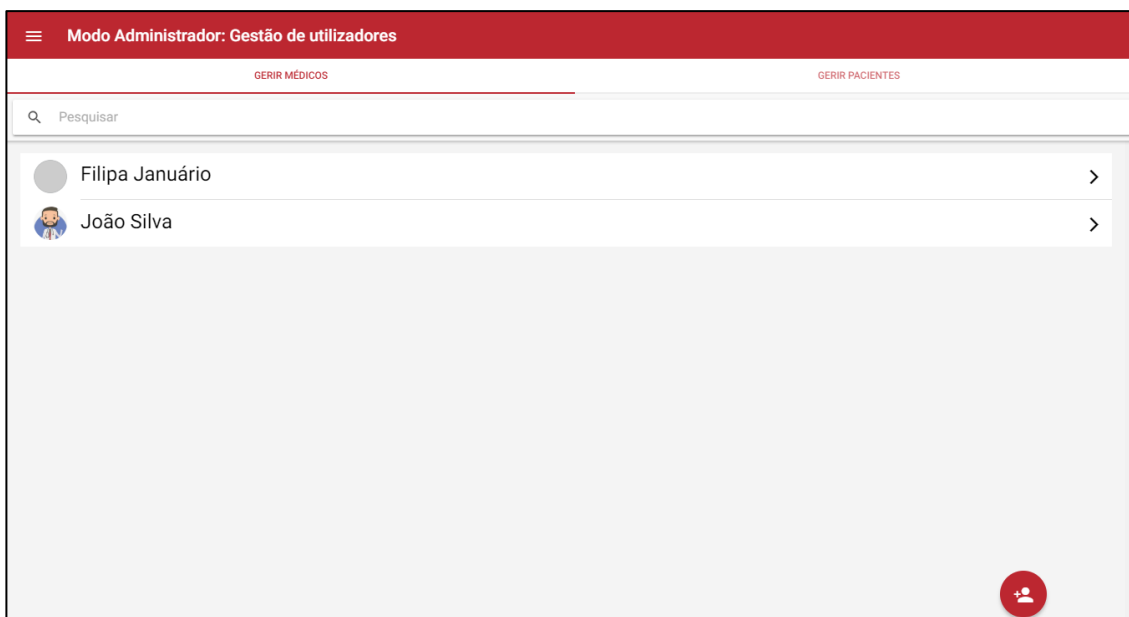 Modo Administrador: Gestão de utilizadores
GERIR MÉDICOS GERIR PACIENTES
Pesquisar
Filipa Januário
João Silva